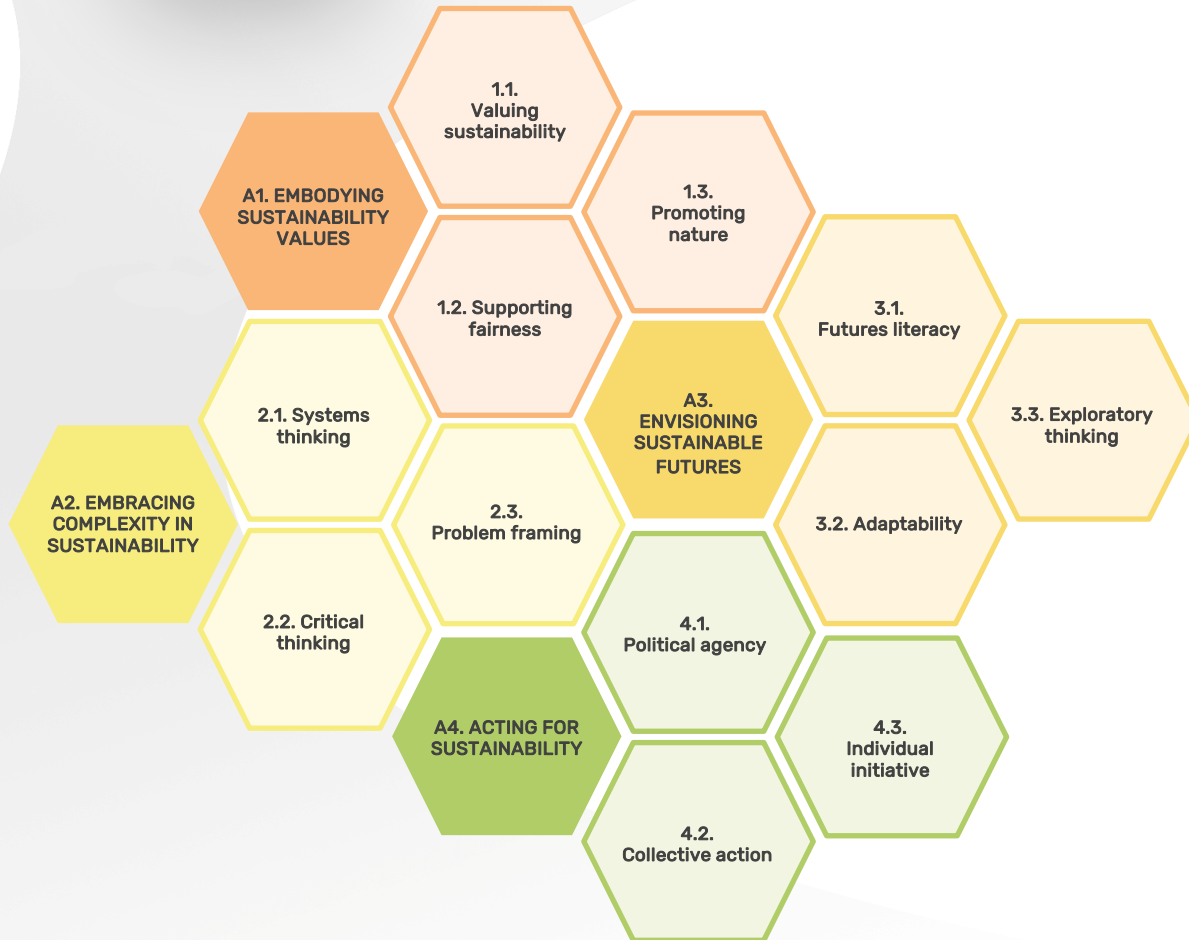 1.1.
Valuing
sustainability
A1. EMBODYING
SUSTAINABILITY
VALUES
1.3.
Promoting
nature
1.2. Supporting
fairness
3.1.
Futures literacy
3.3. Exploratory
thinking
2.1. Systems
thinking
A3.
ENVISIONING
SUSTAINABLE
FUTURES
A2. EMBRACING
COMPLEXITY IN
SUSTAINABILITY
2.3.
Problem framing
3.2. Adaptability
2.2. Critical
thinking
4.1.
Political agency
A4. ACTING FOR
SUSTAINABILITY
4.3.
Individual
initiative
4.2.
Collective action